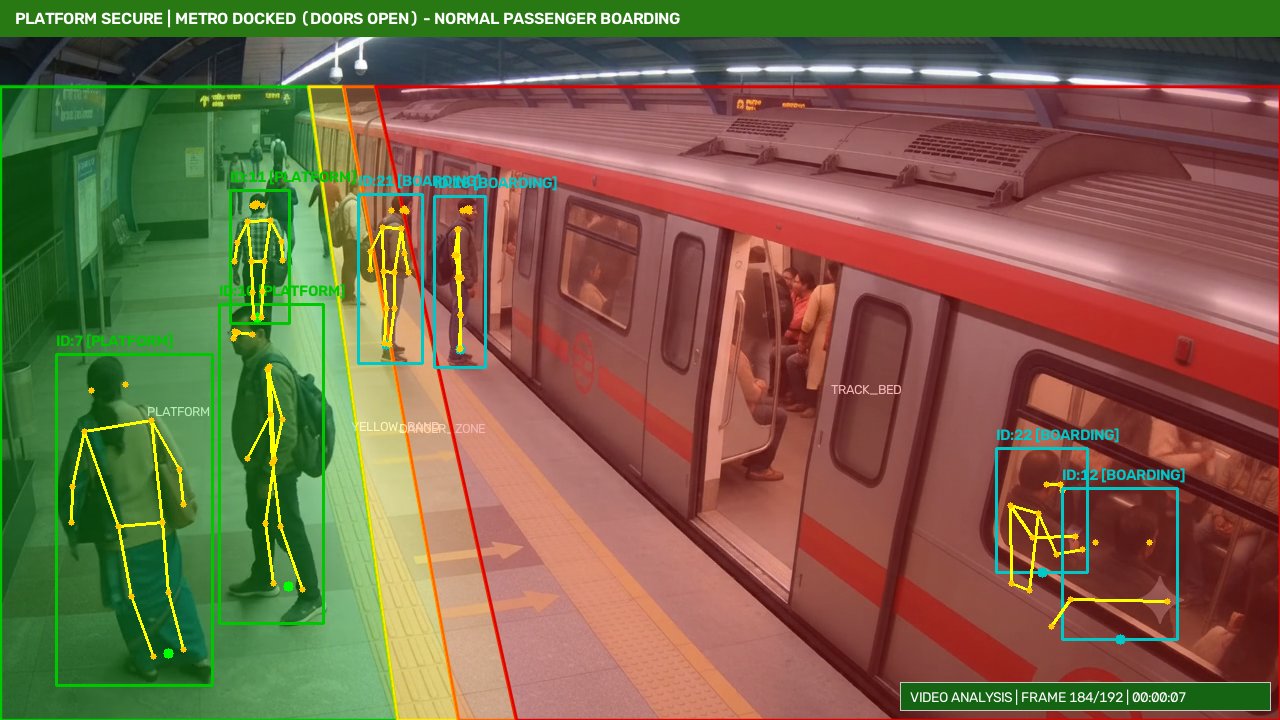 PLATFORM SECURE | METRO DOCKED (DOORS OPEN) - NORMAL PASSENGER BOARDING
ID:11 [PLATFORM]
ID:21 [BOARDING]
[BOARDING]
[PLATFORM]
ID:7 [PLATFORM]
TRACK_BED
PLATFORM
YELLOW_BAND
DANGER_ZONE
ID:22 [BOARDING]
ID:12 [BOARDING]
VIDEO ANALYSIS | FRAME 184/192 | 00:00:07